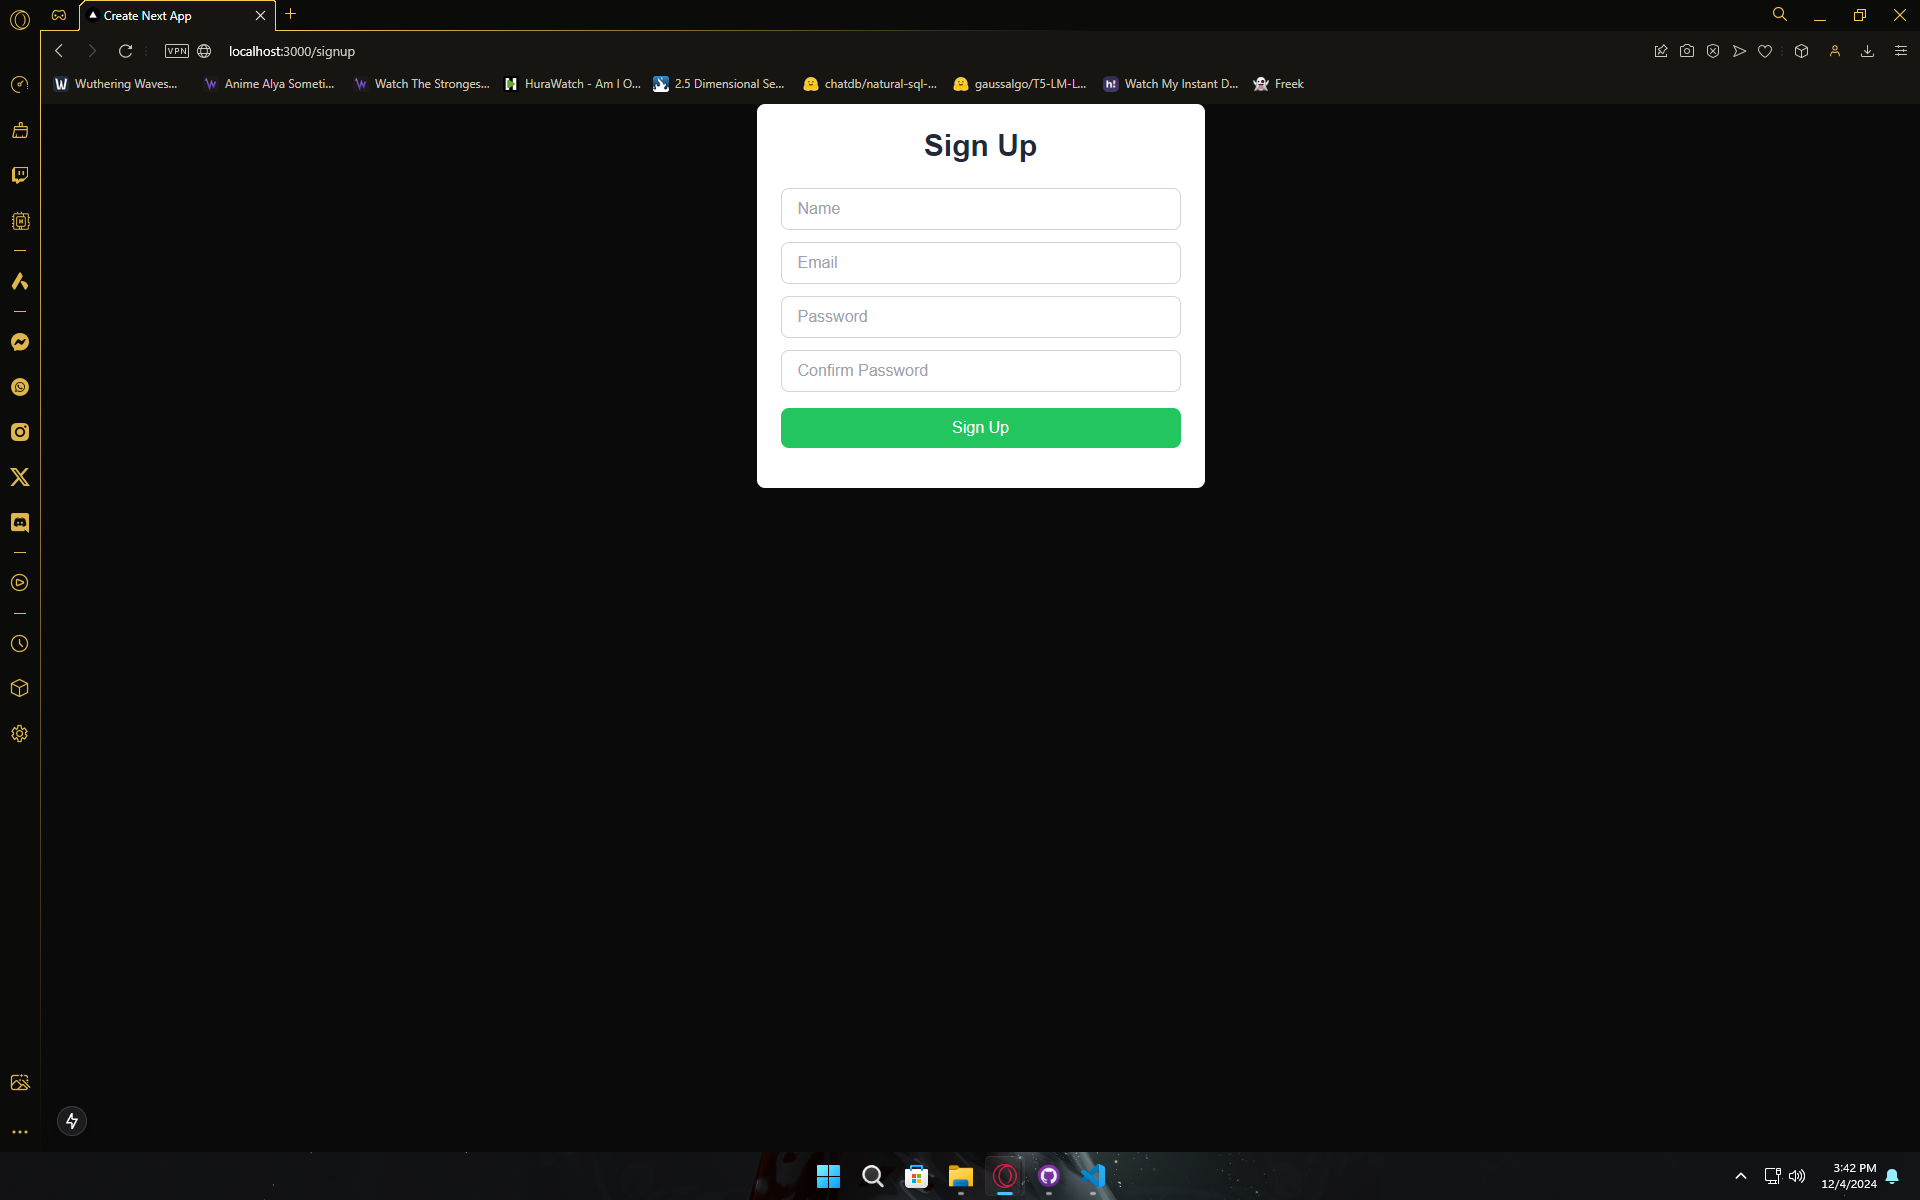 Create Next App
VPN
localhost:3000/signup
Wuthering Waves...
Anime Alya Someti...
Watch The Stronges...
HuraWatch - Am I O...
2.5 Dimensional Se...
chatdb/natural-sql-...
gaussalgo/T5-LM-L...
h!
Watch My Instant D...
Freek
Sign Up
Name
Email
Password
Confirm Password
Sign Up
3:42 PM
12/4/2024